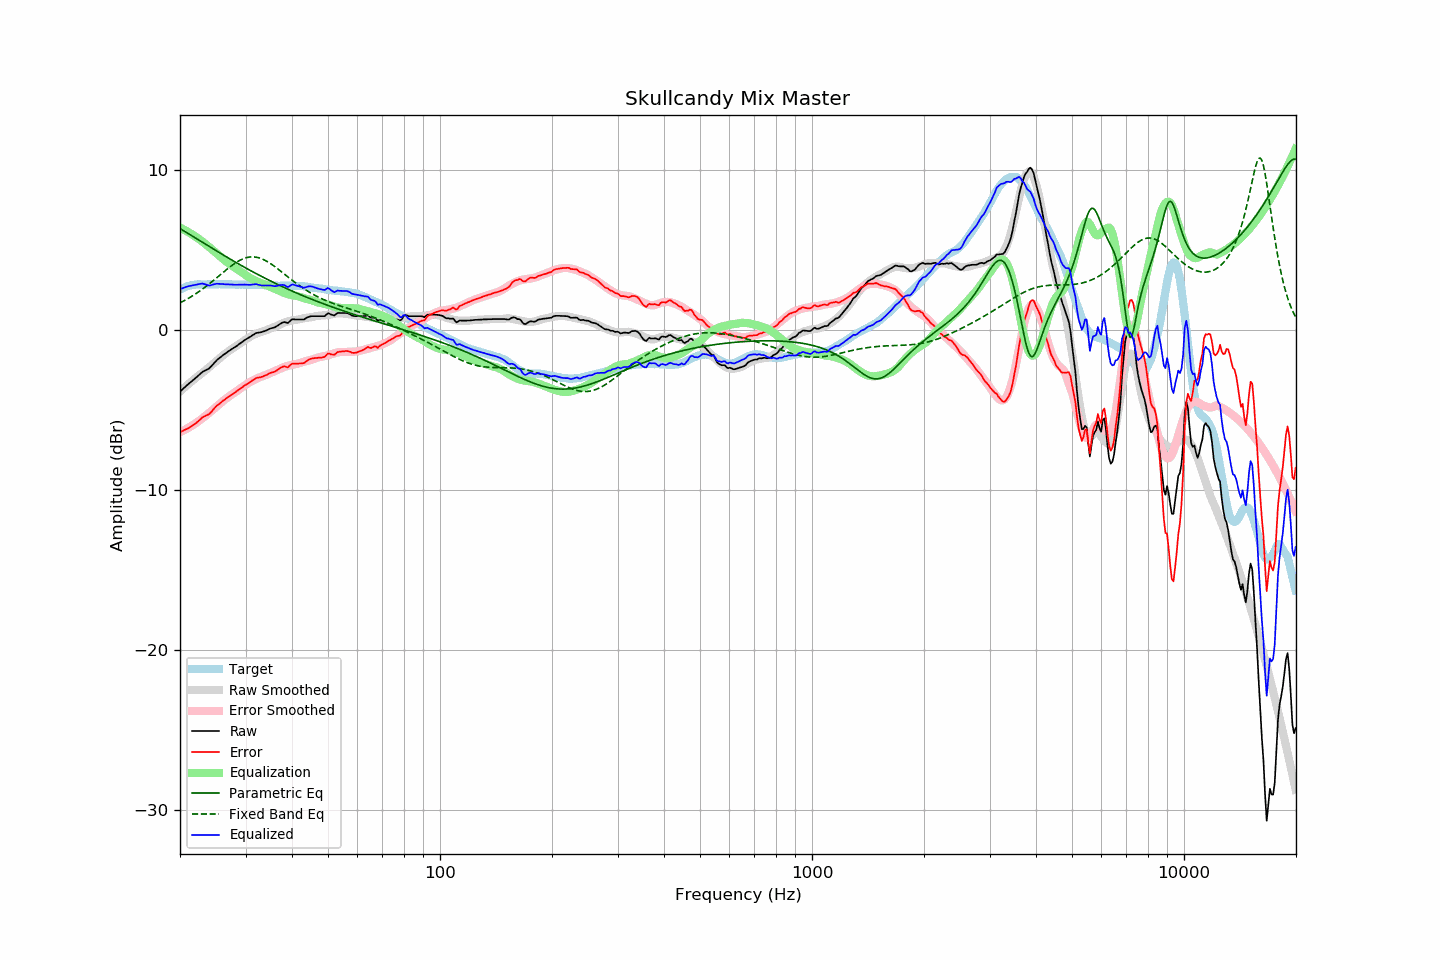 Skullcandy Mix Master
Amplitude (dBr)
10
0
−10
−20
−30
Target
Raw Smoothed
Error Smoothed
Raw
Error
Equalization
Parametric Eq
Fixed Band Eq
Equalized
100
1000
10000
Frequency (Hz)